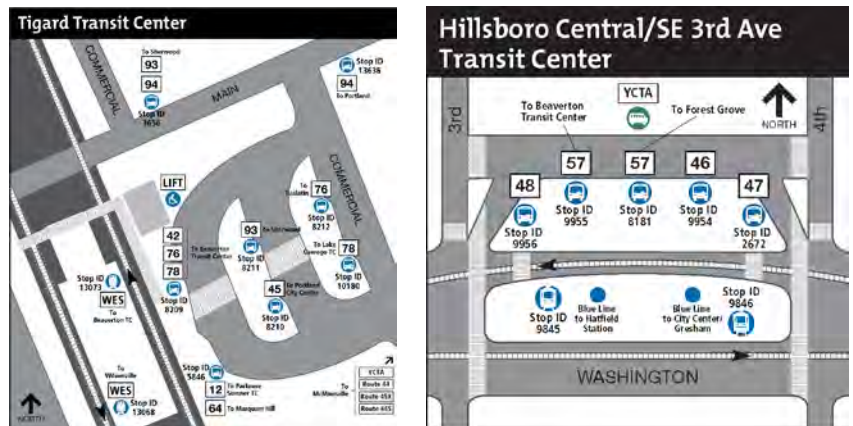 Tigard Transit Center
COMMERCIAL
To Sherwood
93
94
Stop ID
3656
MAIN
Stop ID
13636
94
To Portland
COMMERCIAL
LIFT
42
76
78
To Beaverton
Transit Center
Stop ID
8209
93
To Sherwood
Stop ID
8211
To
Tualatin
76
Stop ID
8212
To Lake
Oswego TC
78
Stop ID
10180
45
To Portland
City Center
Stop ID
8210
Stop ID
13073
WES
To
Beaverton TC
To
Wilsonville
WES
Stop ID
13068
Stop ID
5846
12
To Parkrose
Sumner TC
64
To Marquam Hill
To
McMinnville
YCTA
Route 44
Route 45X
NORTH
Hillsboro Central/SE 3rd Ave
Transit Center
3rd
4th
YCTA
NORTH
To Beaverton
Transit Center
To Forest Grove
48
Stop ID
9956
57
Stop ID
9955
57
Stop ID
8181
46
Stop ID
9954
47
Stop ID
2672
Stop ID
9845
Blue Line
to Hatfield
Station
Blue Line
to City Center/
Gresham
Stop ID
9846
WASHINGTON